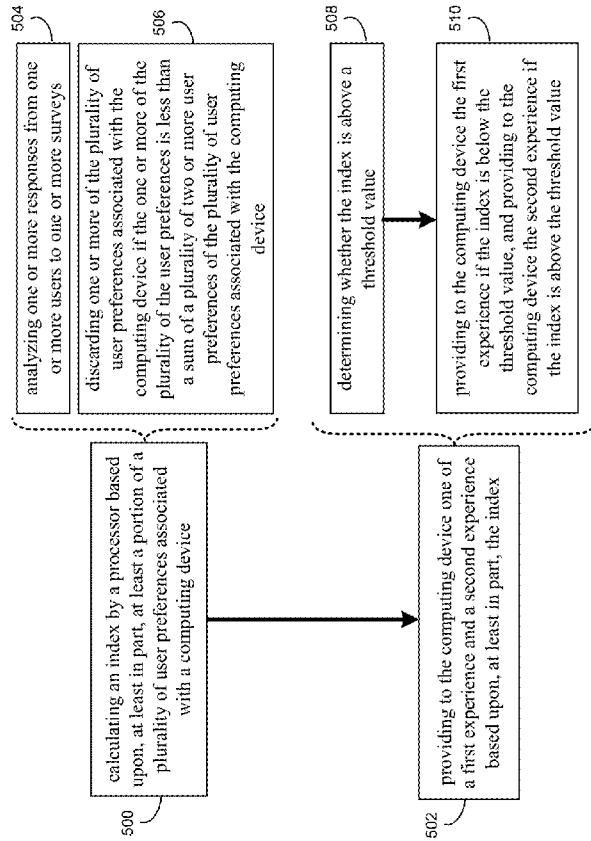 500
calculating an index by a processor based
upon, at least in part, at least a portion of a
plurality of user preferences associated
with a computing device
504
analyzing one or more responses from one
or more users to one or more surveys
506
discarding one or more of the plurality of
user preferences associated with the
computing device if the one or more of the
plurality of the user preferences is less than
a sum of a plurality of two or more user
preferences of the plurality of user
preferences associated with the computing
device
502
providing to the computing device one of
a first experience and a second experience
based upon, at least in part, the index
508
determining whether the index is above a
threshold value
510
providing to the computing device the first
experience if the index is below the
threshold value, and providing to the
computing device the second experience if
the index is above the threshold value